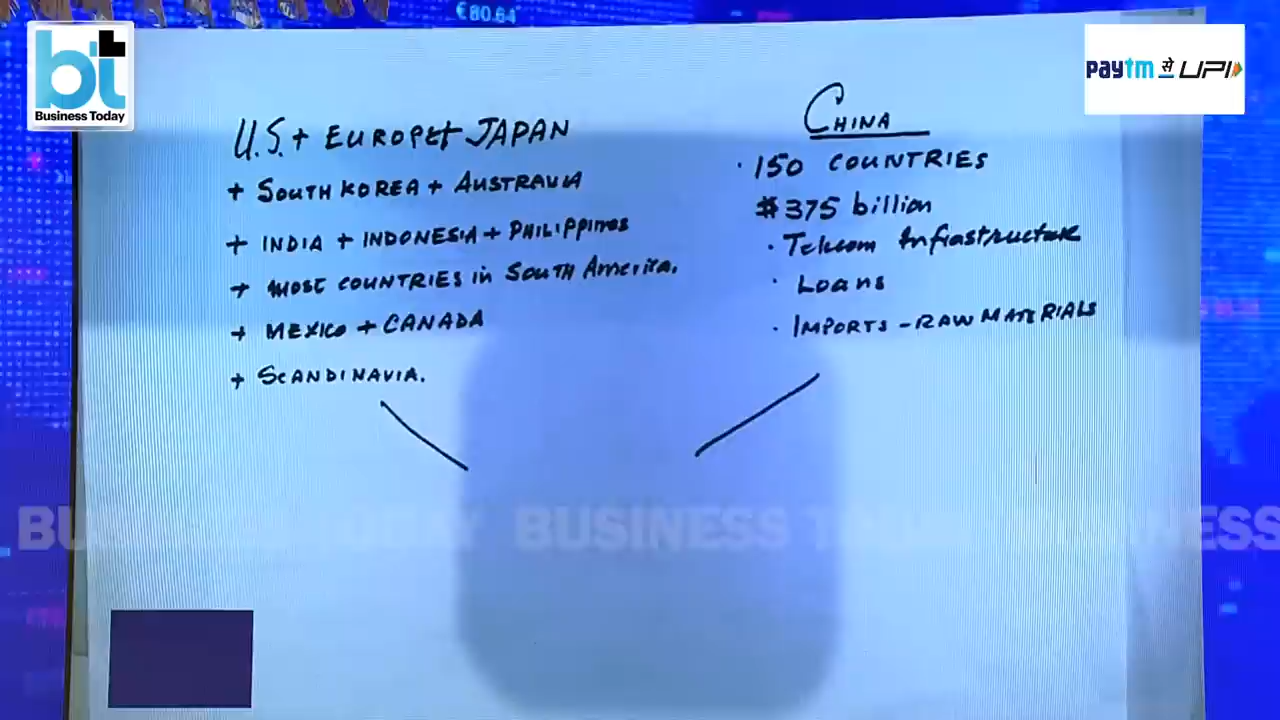 €80.64
bt
Business Today
paytm से UPI
U.S. + EUROPE + JAPAN
+ SOUTH KOREA + AUSTRALIA
+ INDIA + INDONESIA + PHILIPPINES
+ MOST COUNTRIES in SOUTH AMERICA.
+ MEXICO + CANADA
+ SCANDINAVIA.
CHINA
· 150 COUNTRIES
$375 billion
· Telecom Infrastructure
· Loans
· IMPORTS - RAW MATERIALS
BUSINESS TODAY BUSINESS TODAY BUSINESS